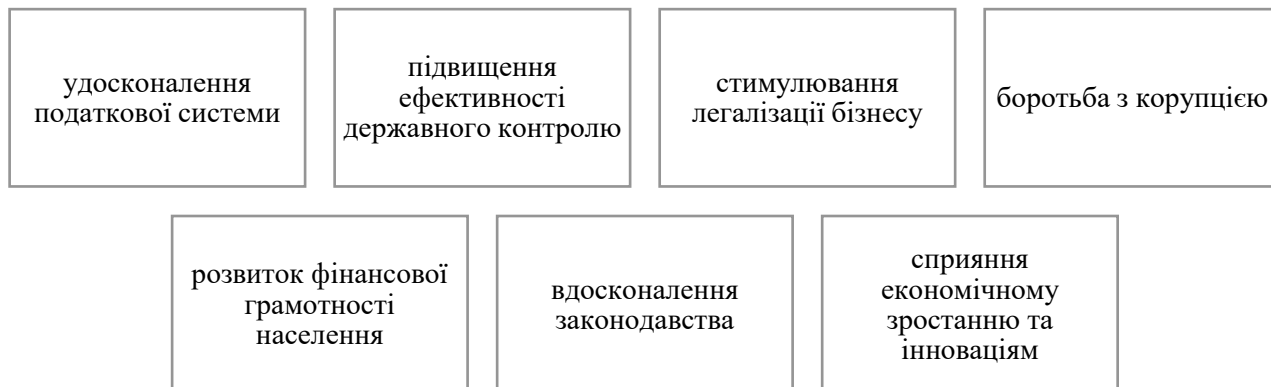 удосконалення
податкової системи
підвищення
ефективності
державного контролю
стимулювання
легалізації бізнесу
боротьба з корупцією
розвиток фінансової
грамотності
населення
вдосконалення
законодавства
сприяння
економічному
зростанню та
інноваціям